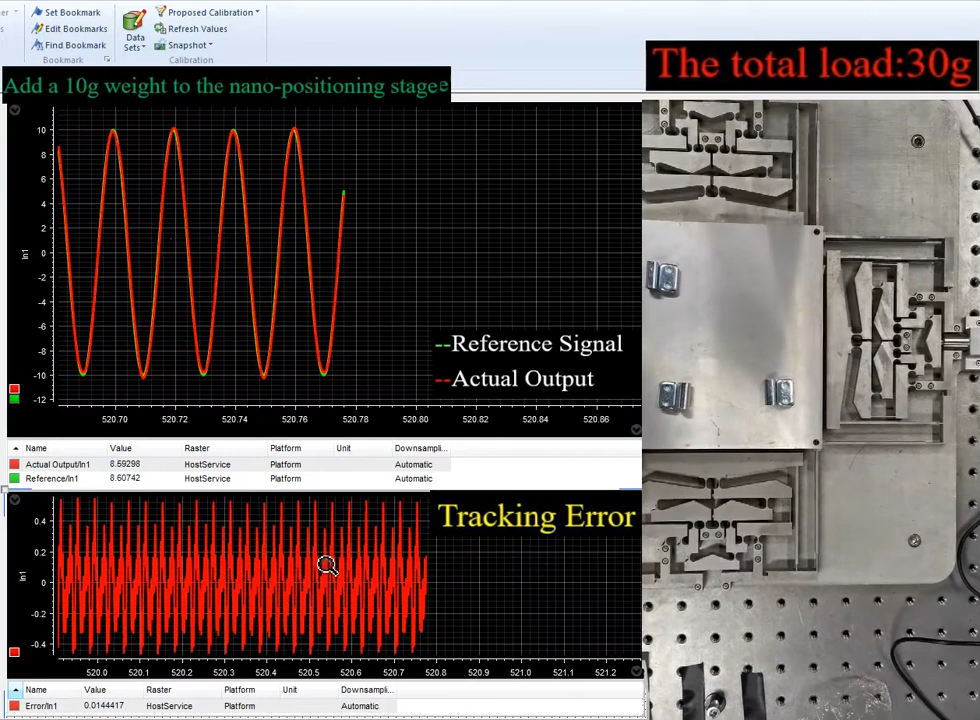 Set Bookmarks
Edit Bookmarks
Find Bookmark
Bookmark
Data Sets
Proposed Calibration
Refresh Values
Snapshot
Calibration
Add a 10g weight to the nano-positioning stage
The total load:30g
10
8
6
4
2
0
-2
-4
-6
-8
-10
-12
In1
520.70 520.72 520.74 520.76 520.78 520.80 520.82 520.84 520.86
--Reference Signal
--Actual Output
Name Value Raster Platform Unit Downsampli...
Actual Output/In1 8.59298 HostService Platform Automatic
Reference/In1 8.60742 HostService Platform Automatic
Tracking Error
0.4
0.2
0
-0.2
-0.4
In1
520.0 520.1 520.2 520.3 520.4 520.5 520.6 520.7 520.8 520.9 521.0 521.1 521.2
Name Value Raster Platform Unit Downsampli...
Error/In1 0.0144417 HostService Platform Automatic